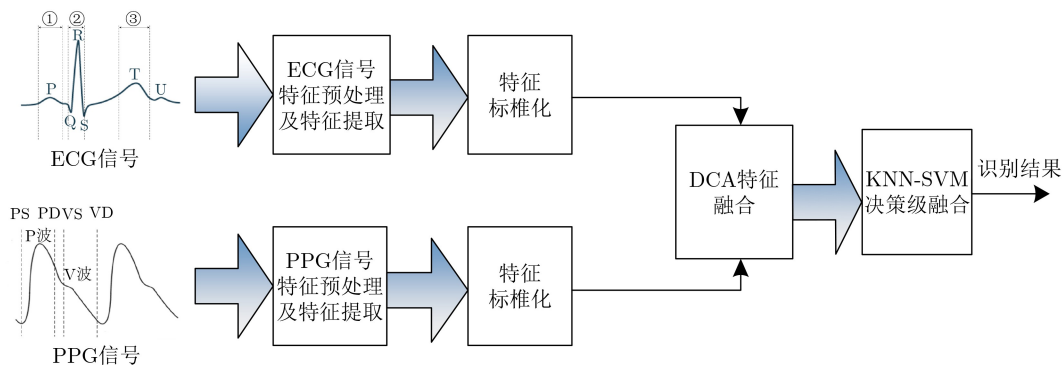 ① ② ③
R
P
T
U
Q
S
ECG信号
ECG信号
特征预处理
及特征提取
特征
标椎化
PS PD VS VD
P波
V波
PPG信号
PPG信号
特征预处理
及特征提取
特征
标椎化
DCA特征
融合
KNN-SVM
决策级融合
识别结果